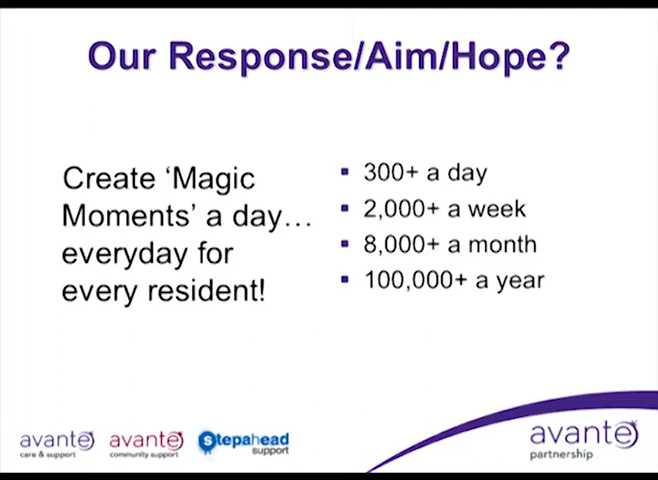 Our Response/Aim/Hope?
Create ‘Magic
Moments’ a day…
everyday for
every resident!
300+ a day
2,000+ a week
8,000+ a month
100,000+ a year
avante
care & support
avante
community support
stepahead
support
avante
partnership